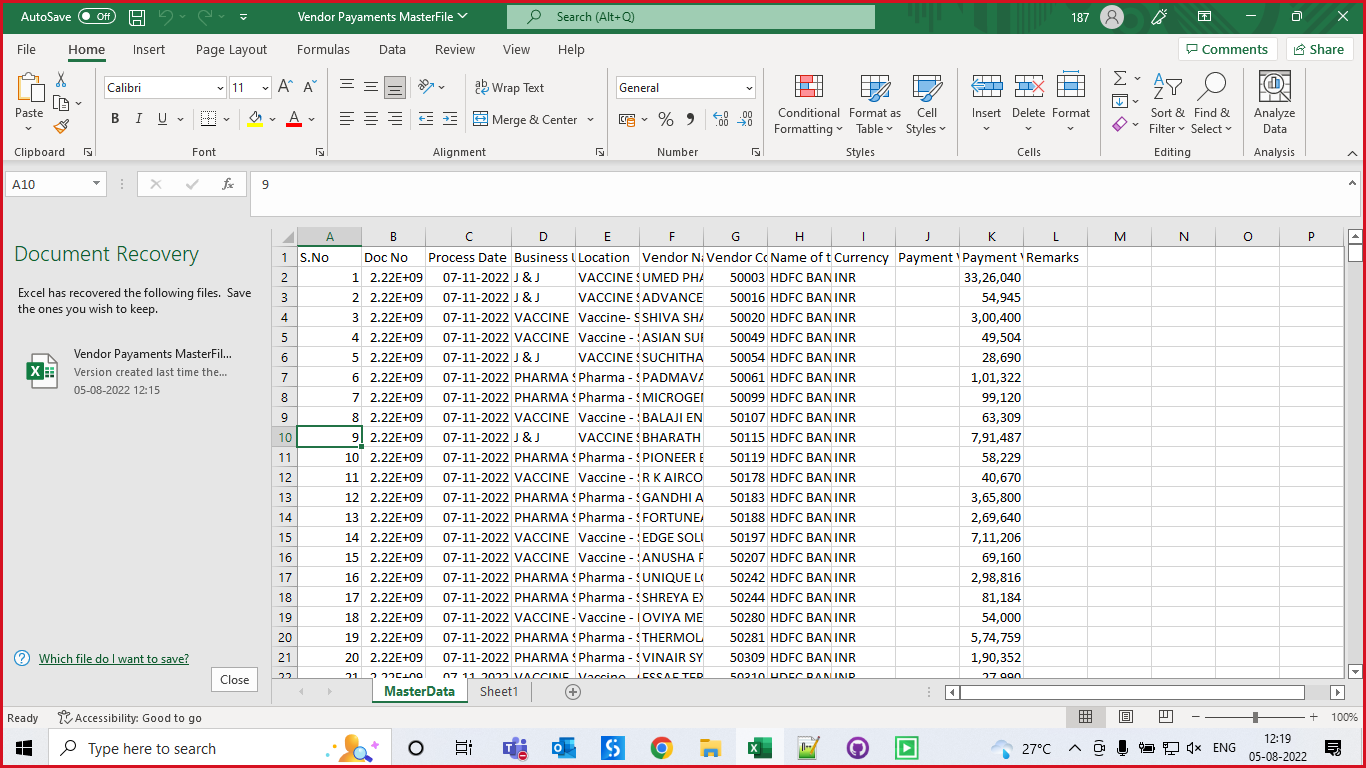 AutoSave Off Vendor Payaments MasterFile Search (Alt+Q) 187
File Home Insert Page Layout Formulas Data Review View Help Comments Share
Paste Calibri 11 Wrap Text General Conditional Formatting Format as Table Cell Styles Insert Delete Format Sort & Filter Find & Select Analyze Data
B I U Merge & Center
Clipboard Font Alignment Number Styles Cells Editing Analysis
A10 fx 9
Document Recovery
Excel has recovered the following files. Save
the ones you wish to keep.
Vendor Payaments MasterFil...
Version created last time the...
05-08-2022 12:15
Which file do I want to save?
Close
A B C D E F G H I J K L M N O P
1 S.No Doc No Process Date Business U Location Vendor Na Vendor Co Name of t Currency Payment V Payment V Remarks
2 1 2.22E+09 07-11-2022 J & J VACCINE S UMED PHA 50003 HDFC BAN INR 33,26,040
3 2 2.22E+09 07-11-2022 J & J VACCINE S ADVANCE 50016 HDFC BAN INR 54,945
4 3 2.22E+09 07-11-2022 VACCINE Vaccine- S SHIVA SHA 50020 HDFC BAN INR 3,00,400
5 4 2.22E+09 07-11-2022 VACCINE Vaccine - S ASIAN SUR 50049 HDFC BAN INR 49,504
6 5 2.22E+09 07-11-2022 J & J VACCINE S SUCHITHA 50054 HDFC BAN INR 28,690
7 6 2.22E+09 07-11-2022 PHARMA S Pharma - S PADMAVA 50061 HDFC BAN INR 1,01,322
8 7 2.22E+09 07-11-2022 PHARMA S Pharma - S MICROGEN 50099 HDFC BAN INR 99,120
9 8 2.22E+09 07-11-2022 VACCINE Vaccine - S BALAJI EN 50107 HDFC BAN INR 63,309
10 9 2.22E+09 07-11-2022 J & J VACCINE S BHARATH 50115 HDFC BAN INR 7,91,487
11 10 2.22E+09 07-11-2022 PHARMA S Pharma - S PIONEER E 50119 HDFC BAN INR 58,229
12 11 2.22E+09 07-11-2022 VACCINE Vaccine - S R K AIRCO 50178 HDFC BAN INR 40,670
13 12 2.22E+09 07-11-2022 PHARMA S Pharma - S GANDHI A 50183 HDFC BAN INR 3,65,800
14 13 2.22E+09 07-11-2022 PHARMA S Pharma - S FORTUNEA 50188 HDFC BAN INR 2,69,640
15 14 2.22E+09 07-11-2022 VACCINE Vaccine - S EDGE SOLU 50197 HDFC BAN INR 7,11,206
16 15 2.22E+09 07-11-2022 VACCINE Vaccine - S ANUSHA P 50207 HDFC BAN INR 69,160
17 16 2.22E+09 07-11-2022 PHARMA S Pharma - S UNIQUE LO 50242 HDFC BAN INR 2,98,816
18 17 2.22E+09 07-11-2022 PHARMA S Pharma - S SHREYA EX 50244 HDFC BAN INR 81,184
19 18 2.22E+09 07-11-2022 VACCINE - Vaccine - OVIYA ME 50280 HDFC BAN INR 54,000
20 19 2.22E+09 07-11-2022 PHARMA S Pharma - S THERMOLA 50281 HDFC BAN INR 5,74,759
21 20 2.22E+09 07-11-2022 PHARMA S Pharma - S VINAIR SY 50309 HDFC BAN INR 1,90,352
22 21 2.22E+09 07-11-2022 VACCINE Vaccine ESSAE TER 50310 HDFC BAN INR 27,990
MasterData Sheet1
Ready Accessibility: Good to go 100%
Type here to search 27°C ENG 12:19
05-08-2022